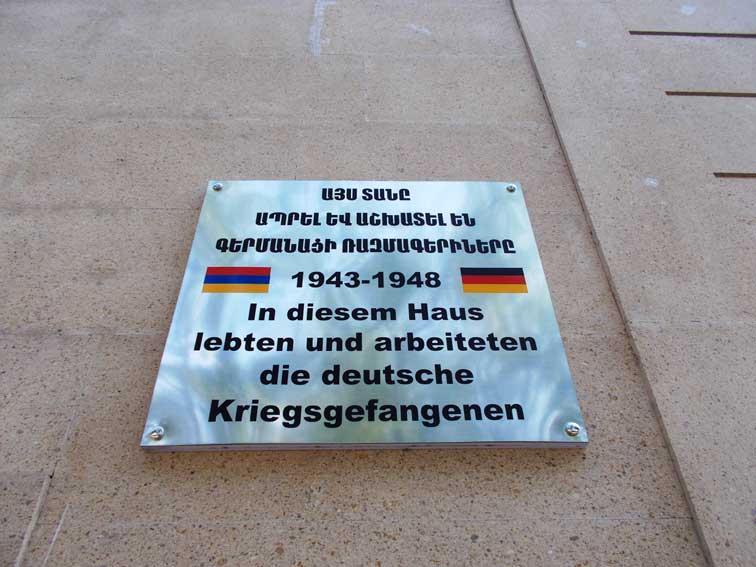 ԱՅՍ ՏԱՆԸ
ԱՊՐԵԼ ԵՎ ԱՇԽԱՏԵԼ ԵՆ
ԳԵՐՄԱՆԱՑԻ ՌԱԶՄԱԳԵՐԻՆԵՐԸ
1943-1948
In diesem Haus
lebten und arbeiteten
die deutsche
Kriegsgefangenen